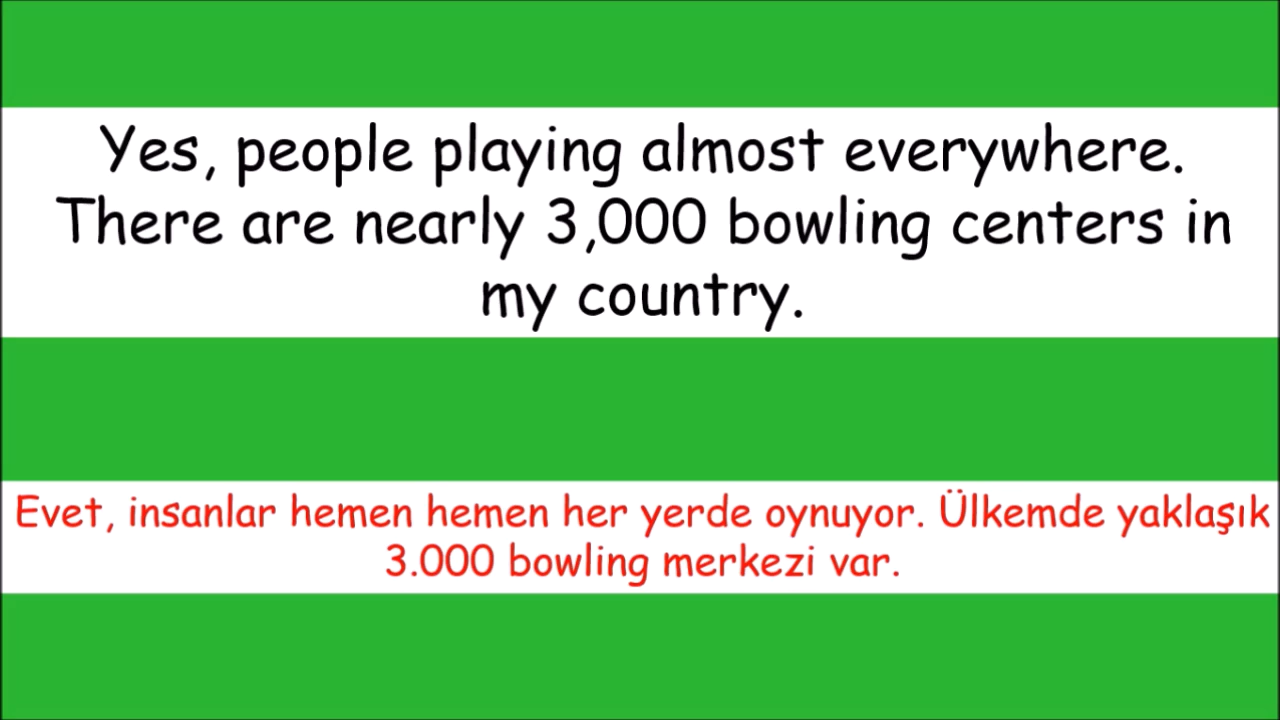 Yes, people playing almost everywhere.
There are nearly 3,000 bowling centers in
my country.
Evet, insanlar hemen hemen her yerde oynuyor. Ülkemde yaklaşık
3.000 bowling merkezi var.